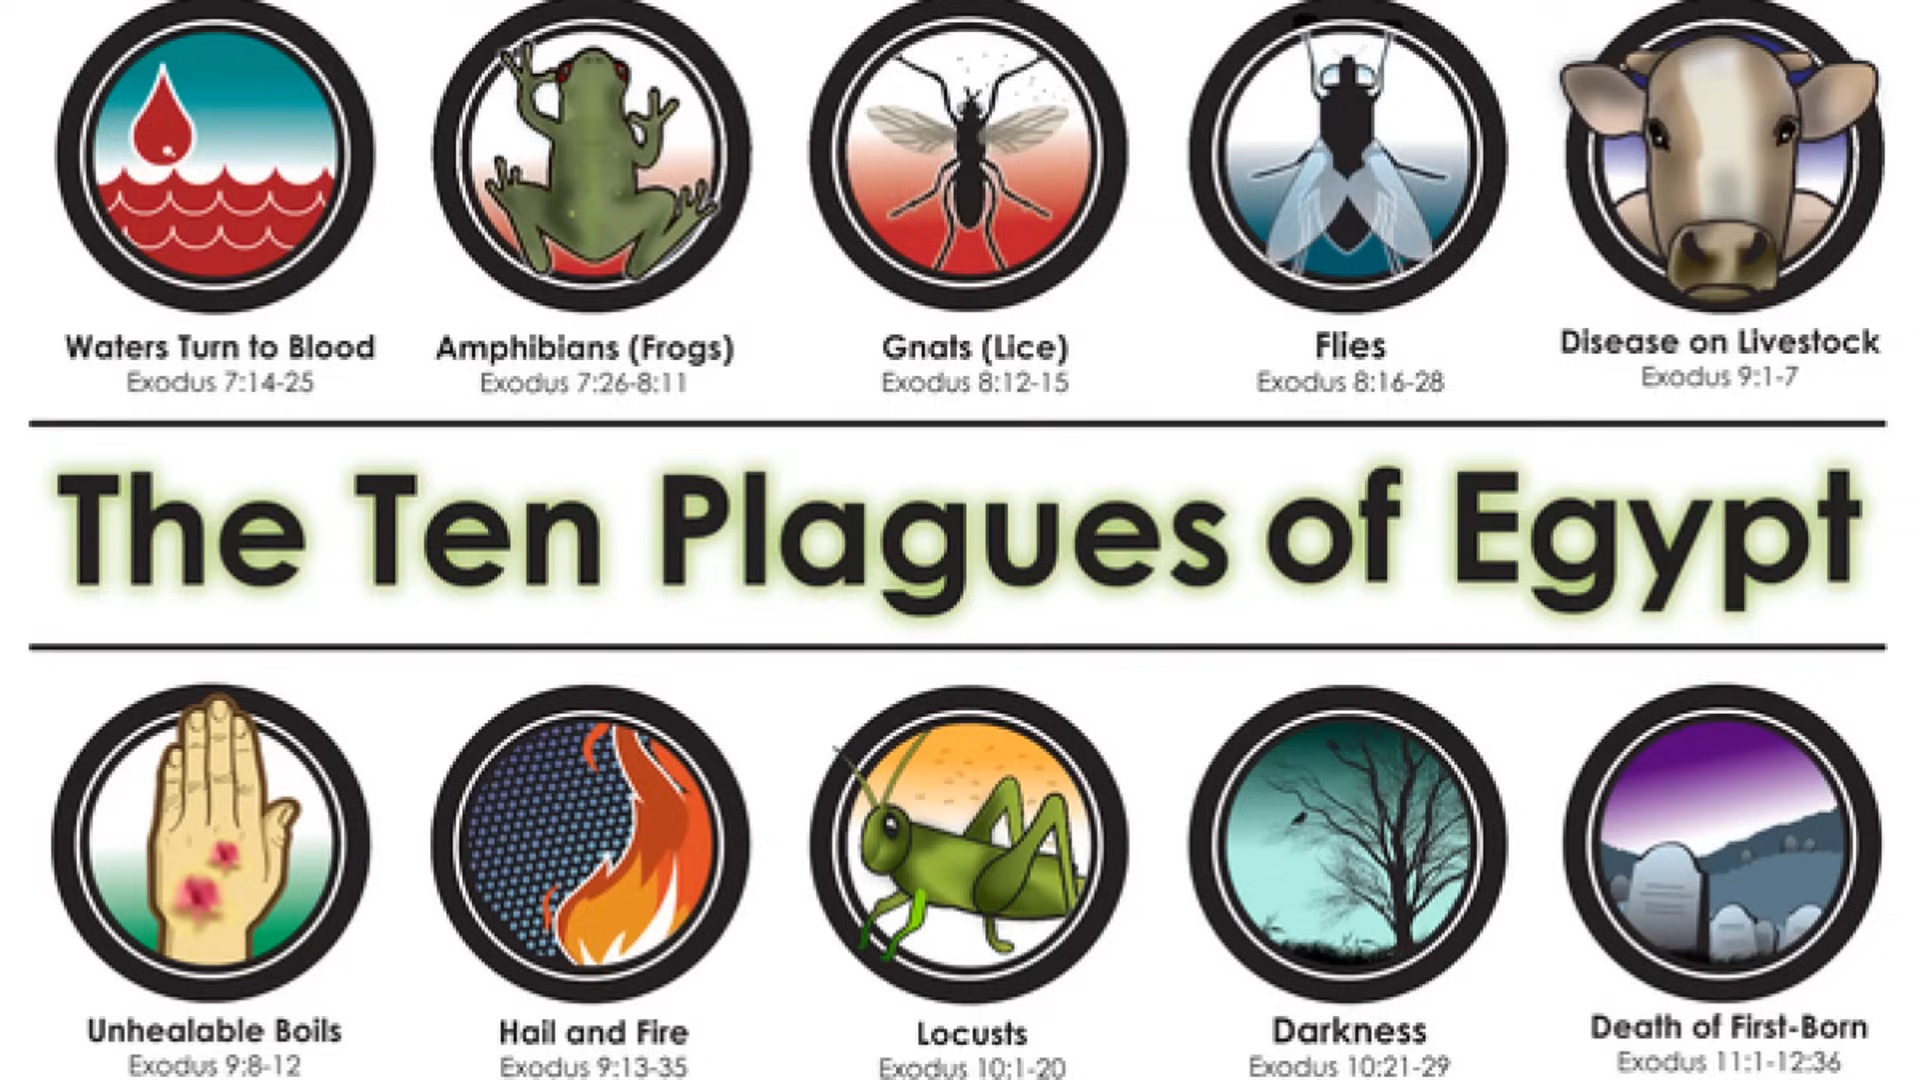 Waters Turn to Blood
Exodus 7:14-25
Amphibians (Frogs)
Exodus 7:26-8:11
Gnats (Lice)
Exodus 8:12-15
Flies
Exodus 8:16-28
Disease on Livestock
Exodus 9:1-7
The Ten Plagues of Egypt
Unhealable Boils
Exodus 9:8-12
Hail and Fire
Exodus 9:13-35
Locusts
Exodus 10:1-20
Darkness
Exodus 10:21-29
Death of First-Born
Exodus 11:1-12:36